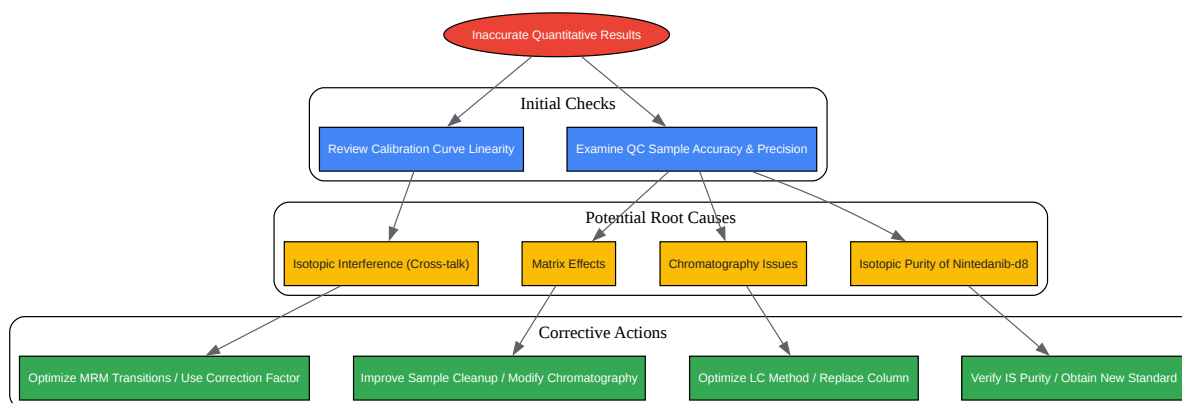 Inaccurate Quantitative Results
Initial Checks
Review Calibration Curve Linearity
Examine QC Sample Accuracy & Precision
Potential Root Causes
Isotopic Interference (Cross-talk)
Matrix Effects
Chromatography Issues
Isotopic Purity of Nintedanib-d8
Corrective Actions
Optimize MRM Transitions / Use Correction Factor
Improve Sample Cleanup / Modify Chromatography
Optimize LC Method / Replace Column
Verify IS Purity / Obtain New Standard